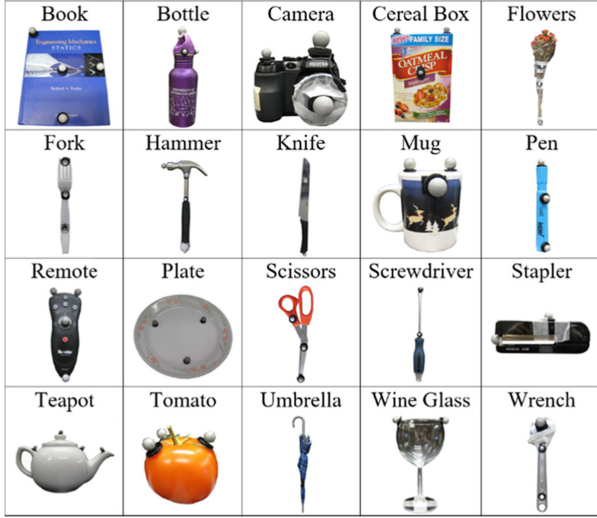 Book
Bottle
Camera
Cereal Box
Flowers
Engineering Mechanics
STATICS
FAMILY SIZE
OATMEAL
CRISP
Fork
Hammer
Knife
Mug
Pen
Remote
Plate
Scissors
Screwdriver
Stapler
Teapot
Tomato
Umbrella
Wine Glass
Wrench